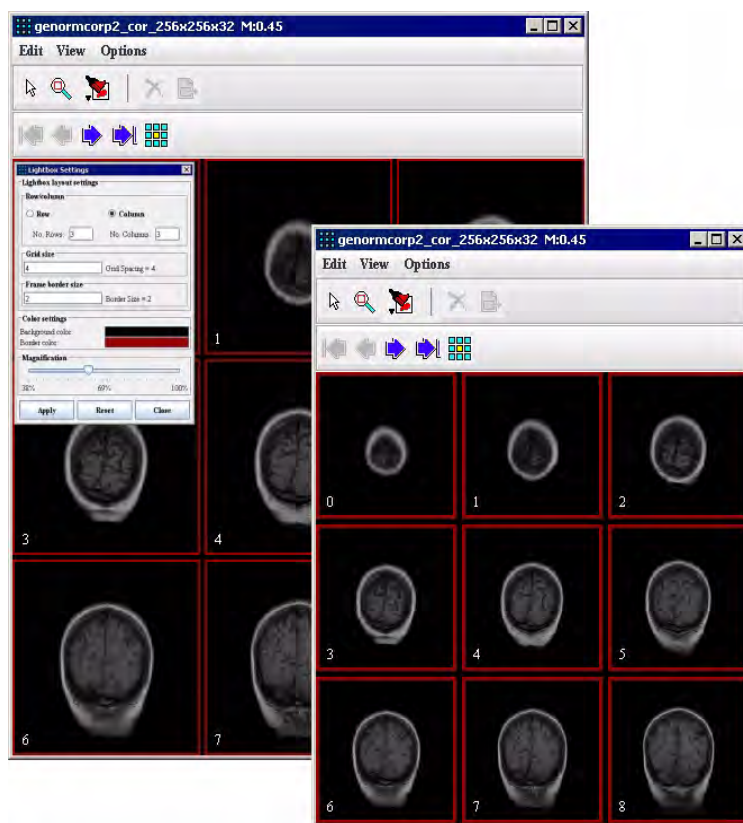 genormcorp2_cor_256x256x32 M:0.45
Edit View Options
Lightbox Settings
Lightbox layout settings
Row/column
Row
Column
No. Rows: 3
No. Columns: 3
Grid size
4
Grid Spacing = 4
Frame border size
2
Border Size = 2
Color settings
Background color:
Border color:
Magnification
38% 69% 100%
Apply Reset Close
1
3
4
6
7
genormcorp2_cor_256x256x32 M:0.45
Edit View Options
0
1
2
3
4
5
6
7
8